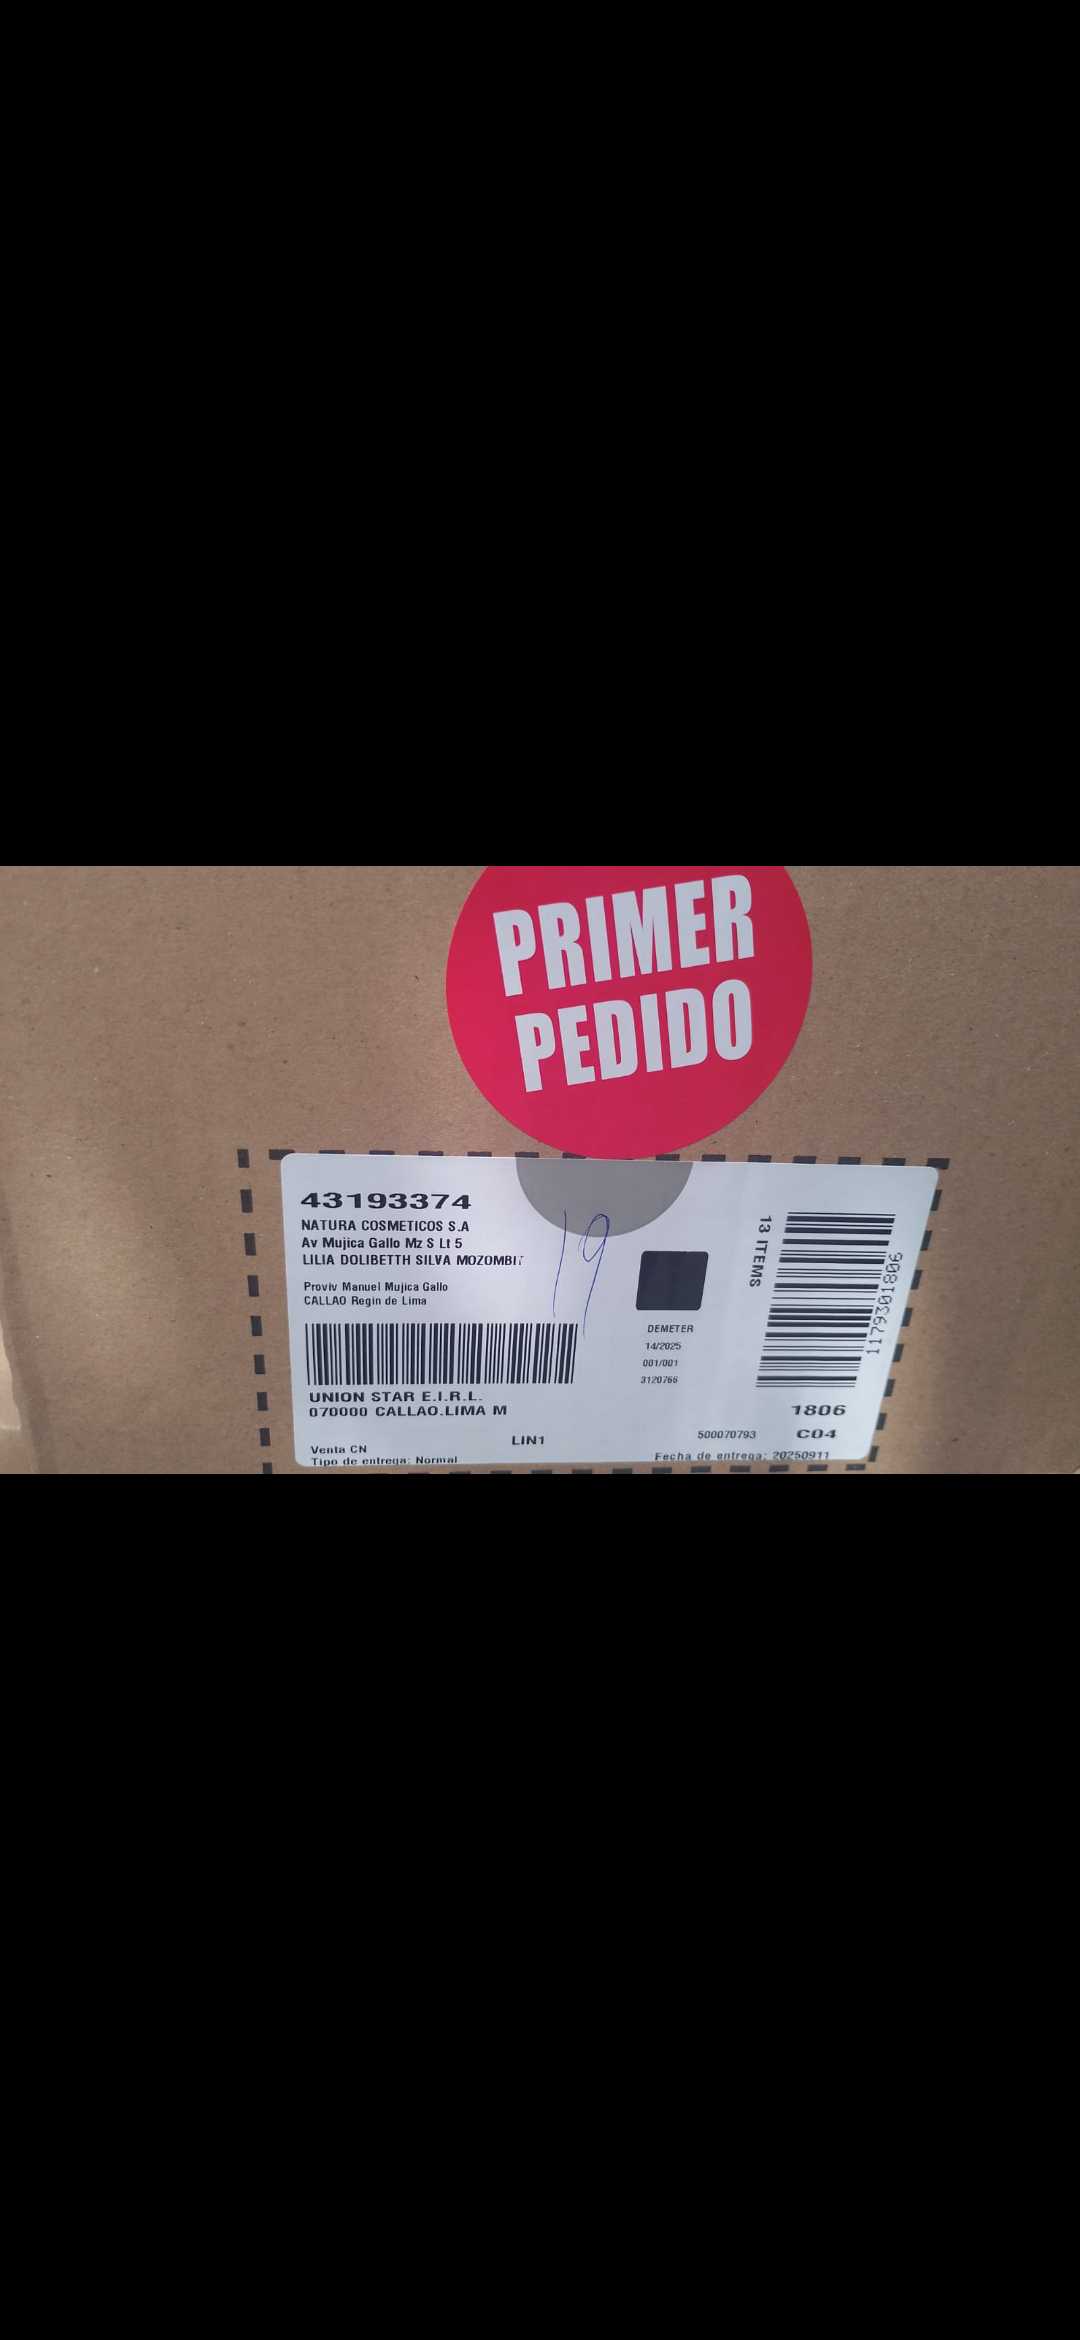 PRIMER
PEDIDO
43193374
NATURA COSMETICOS S.A
Av Mujica Gallo Mz S Lt 5
LILIA DOLIBETTH SILVA MOZOMBIT
Proviv Manuel Mujica Gallo
CALLAO Regin de Lima
19
13 ITEMS
1179301806
DEMETER
14/2025
001/001
3120766
UNION STAR E.I.R.L.
070000 CALLAO.LIMA M
1806
LIN1
500070793
C04
Venta CN
Tipo de entrega: Normal
Fecha de entrega: 20250911